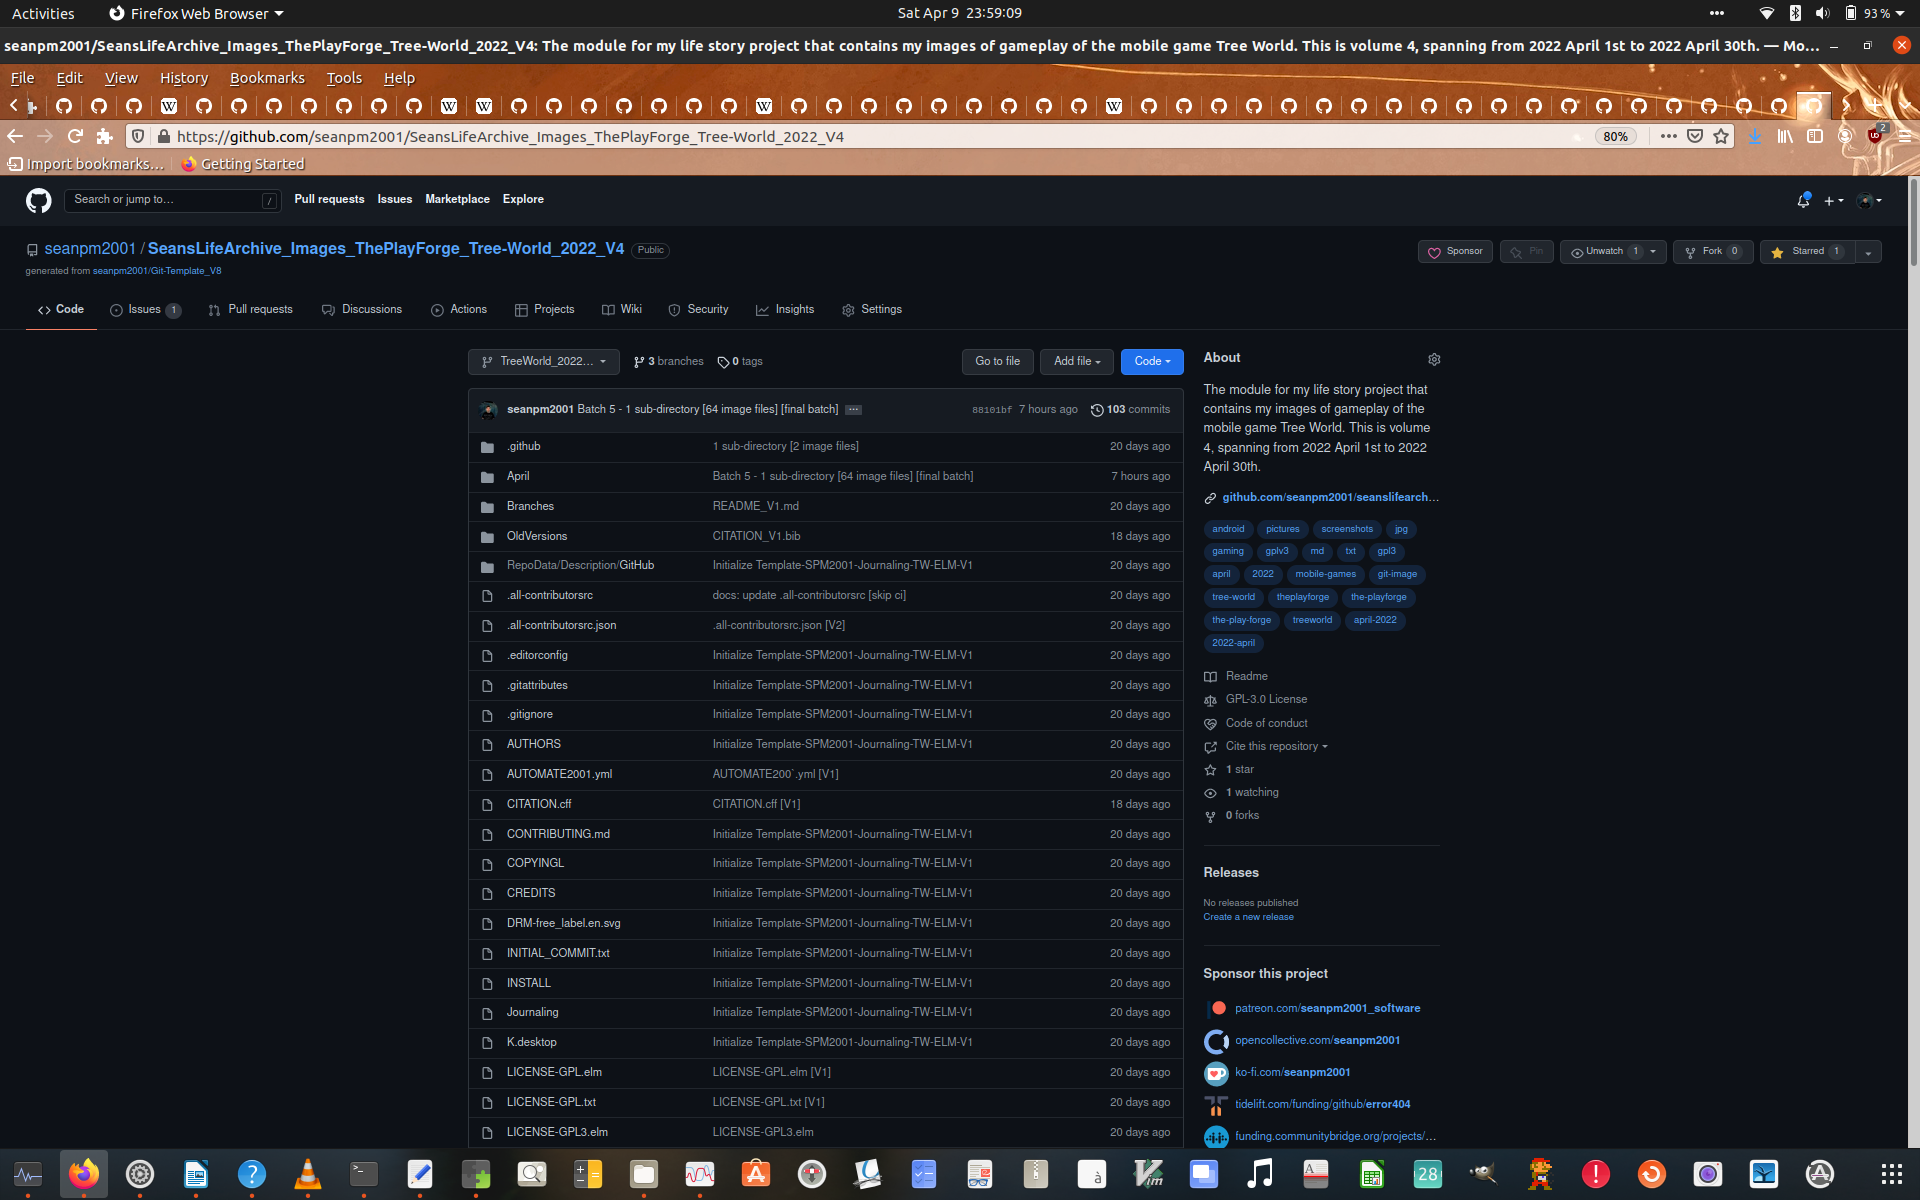 Activities
Firefox Web Browser
Sat Apr 9 23:59:09
93 %
seanpm2001/SeansLifeArchive_Images_ThePlayForge_Tree-World_2022_V4: The module for my life story project that contains my images of gameplay of the mobile game Tree World. This is volume 4, spanning from 2022 April 1st to 2022 April 30th. — Mo...
File Edit View History Bookmarks Tools Help
https://github.com/seanpm2001/SeansLifeArchive_Images_ThePlayForge_Tree-World_2022_V4
80%
2
Import bookmarks... Getting Started
Search or jump to... /
Pull requests Issues Marketplace Explore
seanpm2001 / SeansLifeArchive_Images_ThePlayForge_Tree-World_2022_V4 Public
generated from seanpm2001/Git-Template_V8
Sponsor Pin Unwatch 1 Fork 0 Starred 1
Code Issues 1 Pull requests Discussions Actions Projects Wiki Security Insights Settings
TreeWorld_2022... 3 branches 0 tags Go to file Add file Code
seanpm2001 Batch 5 - 1 sub-directory [64 image files] [final batch] ... 88101bf 7 hours ago 103 commits
.github 1 sub-directory [2 image files] 20 days ago
April Batch 5 - 1 sub-directory [64 image files] [final batch] 7 hours ago
Branches README_V1.md 20 days ago
OldVersions CITATION_V1.bib 18 days ago
RepoData/Description/GitHub Initialize Template-SPM2001-Journaling-TW-ELM-V1 20 days ago
.all-contributorsrc docs: update .all-contributorsrc [skip ci] 20 days ago
.all-contributorsrc.json .all-contributorsrc.json [V2] 20 days ago
.editorconfig Initialize Template-SPM2001-Journaling-TW-ELM-V1 20 days ago
.gitattributes Initialize Template-SPM2001-Journaling-TW-ELM-V1 20 days ago
.gitignore Initialize Template-SPM2001-Journaling-TW-ELM-V1 20 days ago
AUTHORS Initialize Template-SPM2001-Journaling-TW-ELM-V1 20 days ago
AUTOMATE2001.yml AUTOMATE200`.yml [V1] 20 days ago
CITATION.cff CITATION.cff [V1] 18 days ago
CONTRIBUTING.md Initialize Template-SPM2001-Journaling-TW-ELM-V1 20 days ago
COPYINGL Initialize Template-SPM2001-Journaling-TW-ELM-V1 20 days ago
CREDITS Initialize Template-SPM2001-Journaling-TW-ELM-V1 20 days ago
DRM-free_label.en.svg Initialize Template-SPM2001-Journaling-TW-ELM-V1 20 days ago
INITIAL_COMMIT.txt Initialize Template-SPM2001-Journaling-TW-ELM-V1 20 days ago
INSTALL Initialize Template-SPM2001-Journaling-TW-ELM-V1 20 days ago
Journaling Initialize Template-SPM2001-Journaling-TW-ELM-V1 20 days ago
K.desktop Initialize Template-SPM2001-Journaling-TW-ELM-V1 20 days ago
LICENSE-GPL.elm LICENSE-GPL.elm [V1] 20 days ago
LICENSE-GPL.txt LICENSE-GPL.txt [V1] 20 days ago
LICENSE-GPL3.elm LICENSE-GPL3.elm 20 days ago
About
The module for my life story project that
contains my images of gameplay of the
mobile game Tree World. This is volume
4, spanning from 2022 April 1st to 2022
April 30th.
github.com/seanpm2001/seanslifearch...
android pictures screenshots jpg
gaming gplv3 md txt gpl3
april 2022 mobile-games git-image
tree-world theplayforge the-playforge
the-play-forge treeworld april-2022
2022-april
Readme
GPL-3.0 License
Code of conduct
Cite this repository
1 star
1 watching
0 forks
Releases
No releases published
Create a new release
Sponsor this project
patreon.com/seanpm2001_software
opencollective.com/seanpm2001
ko-fi.com/seanpm2001
tidelift.com/funding/github/error404
funding.communitybridge.org/projects/...
28